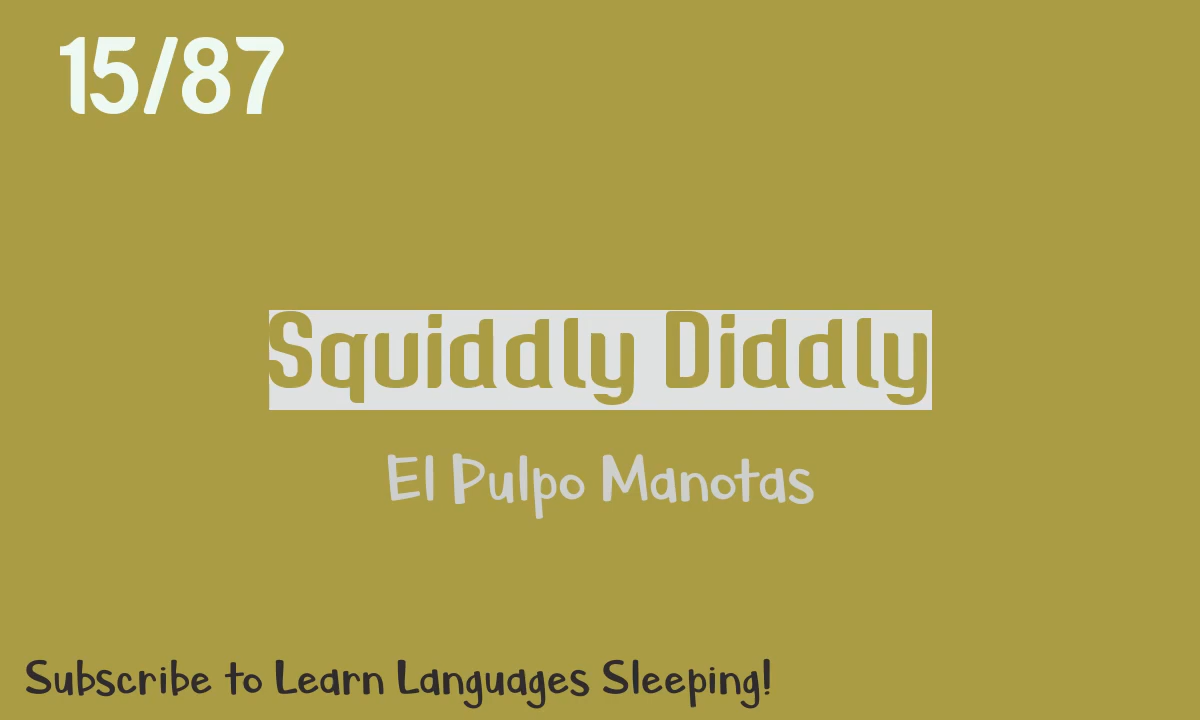 15/87
Squiddly Diddly
El Pulpo Manotas
Subscribe to Learn Languages Sleeping!